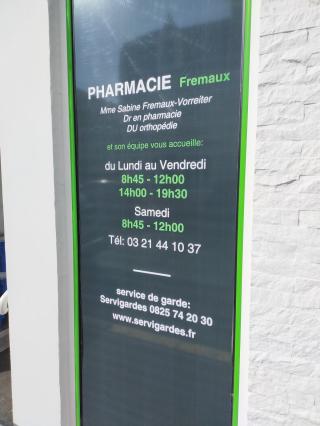 PHARMACIE Fremaux
Mme Sabine Fremaux-Vorreiter
Dr en pharmacie
DU orthopédie
et son équipe vous accueille:
du Lundi au Vendredi
8h45 - 12h00
14h00 - 19h30
Samedi
8h45 - 12h00
Tél: 03 21 44 10 37
service de garde:
Servigardes 0825 74 20 30
www.servigardes.fr